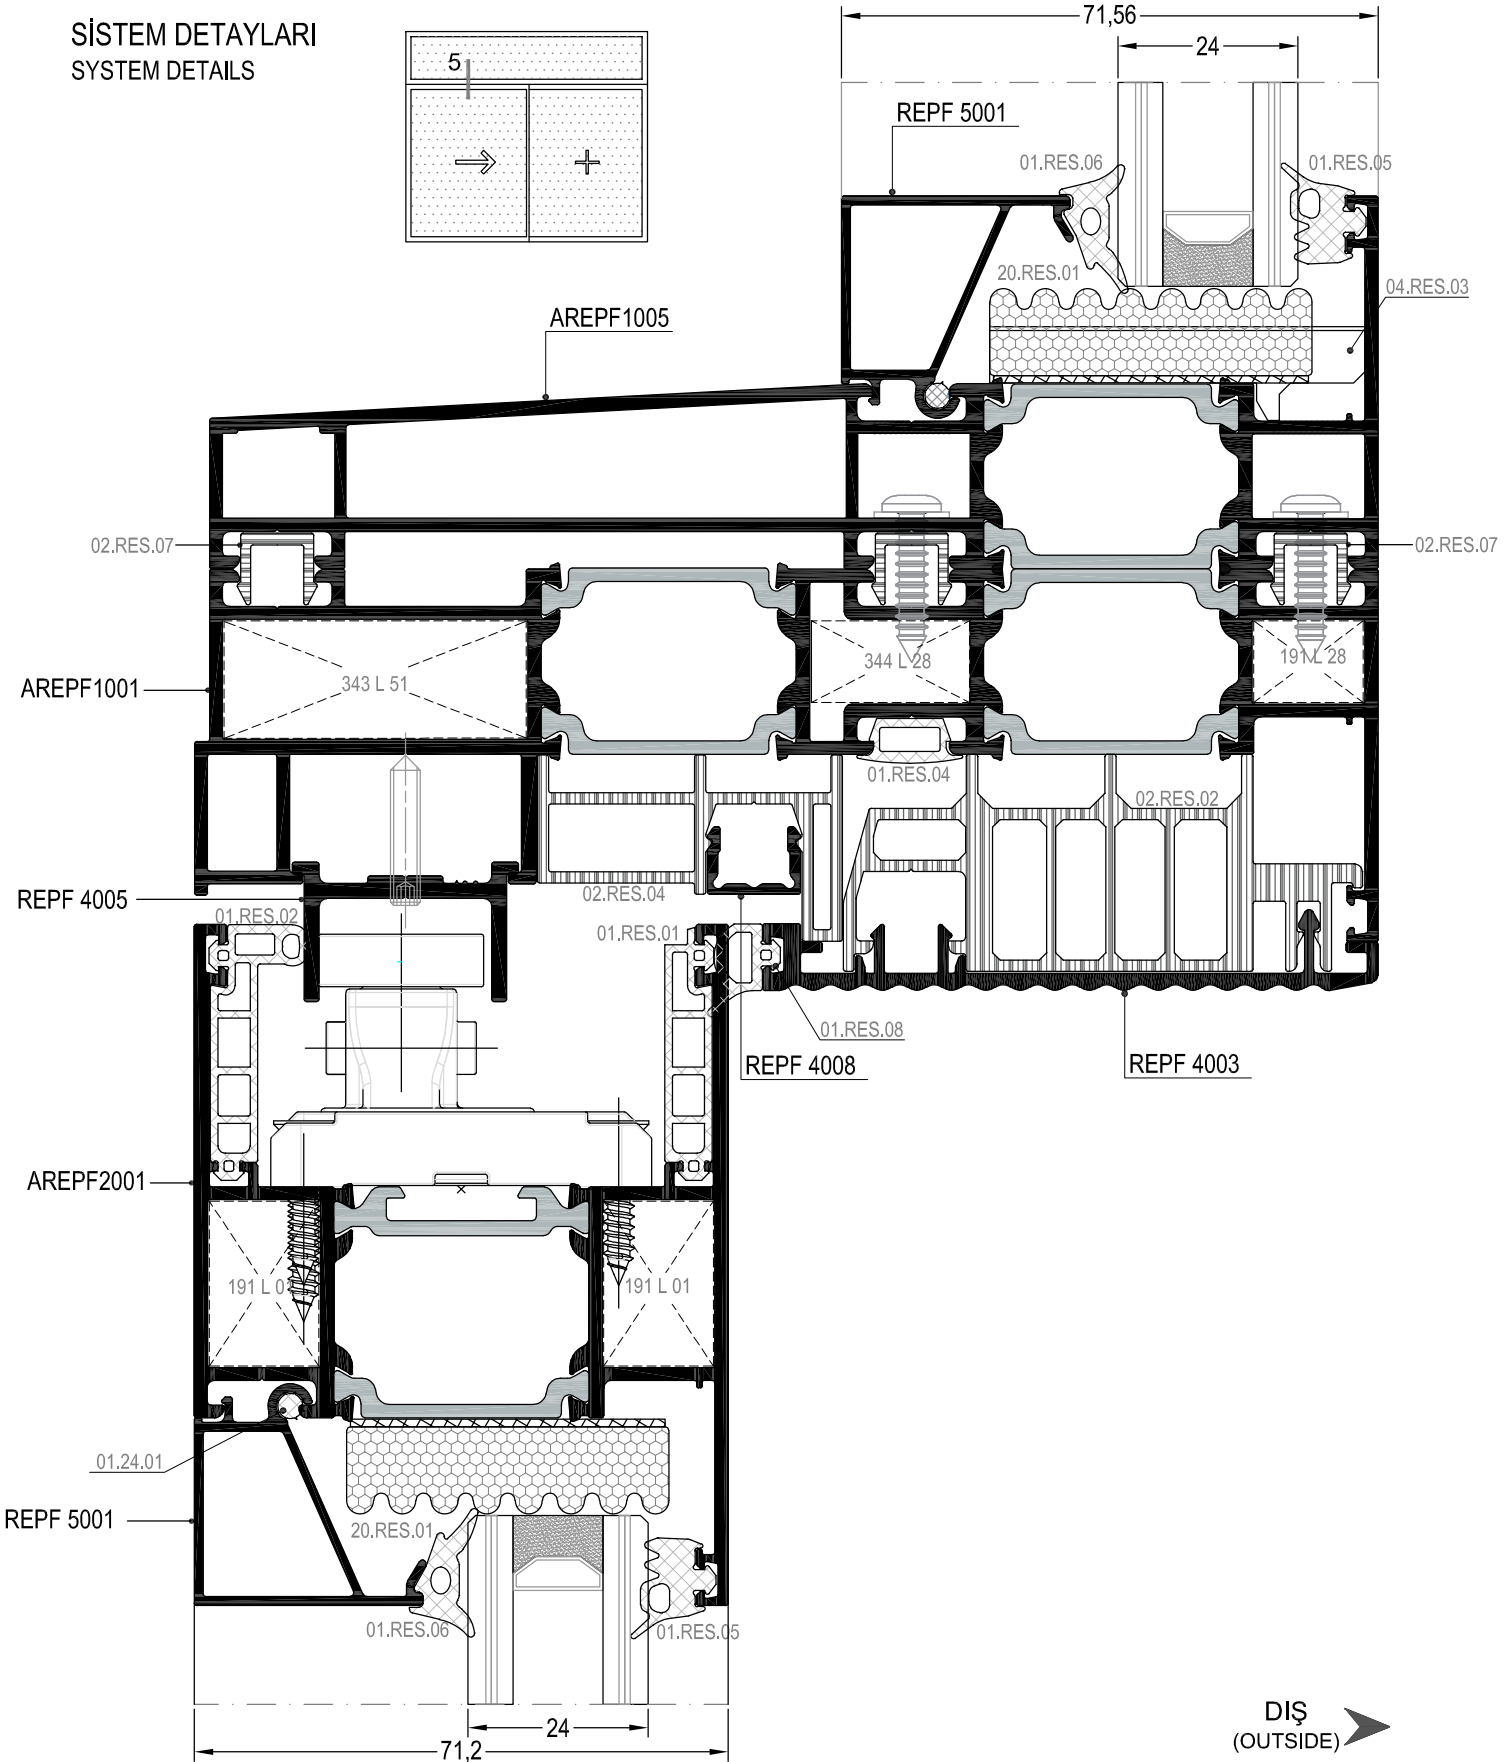 SİSTEM DETAYLARI
SYSTEM DETAILS
5
71,56
24
REPF 5001
01.RES.06
01.RES.05
20.RES.01
04.RES.03
AREPF1005
02.RES.07
02.RES.07
344 L 28
191 L 28
343 L 51
AREPF1001
01.RES.04
02.RES.02
02.RES.04
REPF 4005
01.RES.02
01.RES.01
01.RES.08
REPF 4008
REPF 4003
AREPF2001
191 L 01
191 L 01
01.24.01
REPF 5001
20.RES.01
01.RES.06
01.RES.05
24
71,2
DIŞ
(OUTSIDE)